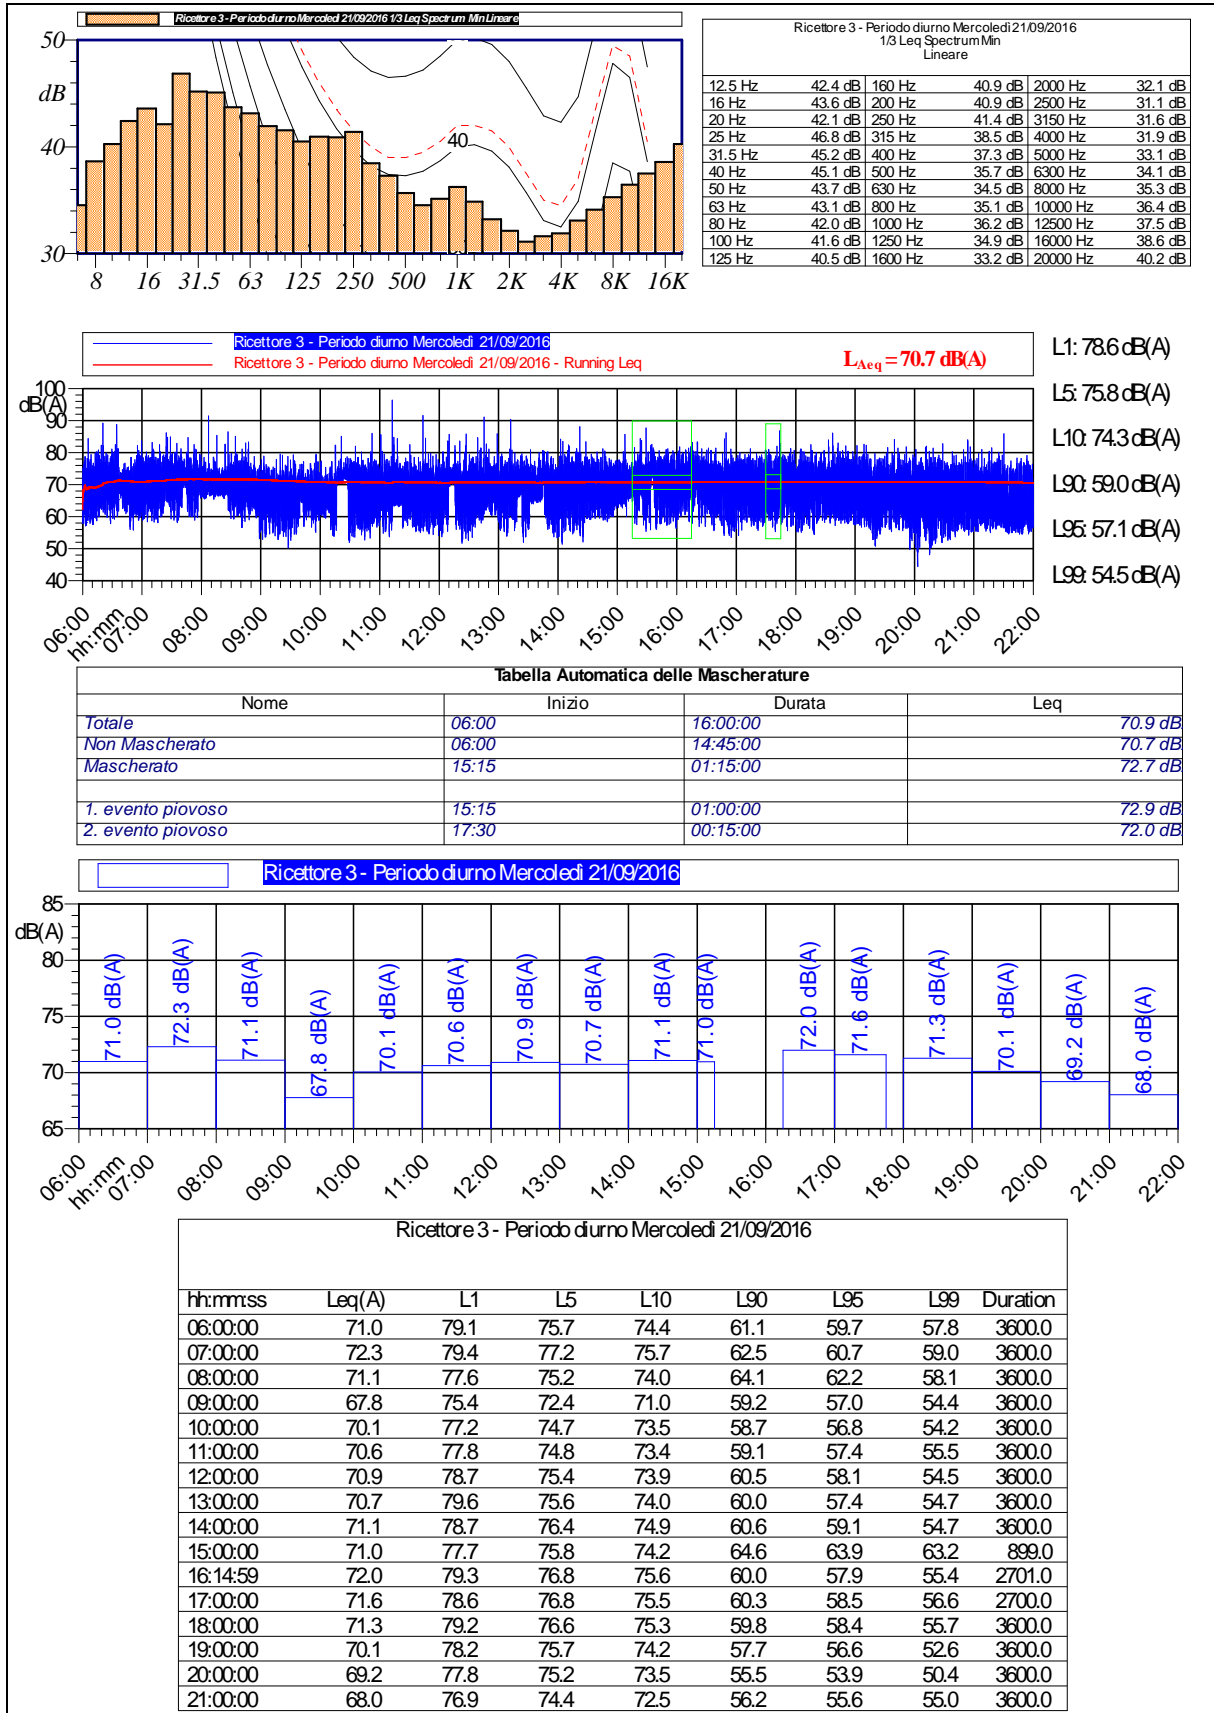 Ricettore 3 - Periodo diurno Mercoledì 21/09/2016 1/3 Leq Spectrum Min Lineare
50
dB
40
30
40
8 16 31.5 63 125 250 500 1K 2K 4K 8K 16K
Ricettore 3 - Periodo diurno Mercoledì 21/09/2016
1/3 Leq Spectrum Min
Lineare
12.5 Hz 42.4 dB 160 Hz 40.9 dB 2000 Hz 32.1 dB
16 Hz 43.6 dB 200 Hz 40.9 dB 2500 Hz 31.1 dB
20 Hz 42.1 dB 250 Hz 41.4 dB 3150 Hz 31.6 dB
25 Hz 46.8 dB 315 Hz 38.5 dB 4000 Hz 31.9 dB
31.5 Hz 45.2 dB 400 Hz 37.3 dB 5000 Hz 33.1 dB
40 Hz 45.1 dB 500 Hz 35.7 dB 6300 Hz 34.1 dB
50 Hz 43.7 dB 630 Hz 34.5 dB 8000 Hz 35.3 dB
63 Hz 43.1 dB 800 Hz 35.1 dB 10000 Hz 36.4 dB
80 Hz 42.0 dB 1000 Hz 36.2 dB 12500 Hz 37.5 dB
100 Hz 41.6 dB 1250 Hz 34.9 dB 16000 Hz 38.6 dB
125 Hz 40.5 dB 1600 Hz 33.2 dB 20000 Hz 40.2 dB
Ricettore 3 - Periodo diurno Mercoledì 21/09/2016
Ricettore 3 - Periodo diurno Mercoledì 21/09/2016 - Running Leq
LAeq = 70.7 dB(A)
100
dB(A)
90
80
70
60
50
40
06:00 07:00 08:00 09:00 10:00 11:00 12:00 13:00 14:00 15:00 16:00 17:00 18:00 19:00 20:00 21:00 22:00
hh:mm
L1: 78.6 dB(A)
L5: 75.8 dB(A)
L10: 74.3 dB(A)
L90: 59.0 dB(A)
L95: 57.1 dB(A)
L99: 54.5 dB(A)
Tabella Automatica delle Mascherature
Nome Inizio Durata Leq
Totale 06:00 16:00:00 70.9 dB
Non Mascherato 06:00 14:45:00 70.7 dB
Mascherato 15:15 01:15:00 72.7 dB
1. evento piovoso 15:15 01:00:00 72.9 dB
2. evento piovoso 17:30 00:15:00 72.0 dB
Ricettore 3 - Periodo diurno Mercoledì 21/09/2016
85
dB(A)
80
75
70
65
71.0 dB(A)
72.3 dB(A)
71.1 dB(A)
67.8 dB(A)
70.1 dB(A)
70.6 dB(A)
70.9 dB(A)
70.7 dB(A)
71.1 dB(A)
71.0 dB(A)
72.0 dB(A)
71.6 dB(A)
71.3 dB(A)
70.1 dB(A)
69.2 dB(A)
68.0 dB(A)
06:00 07:00 08:00 09:00 10:00 11:00 12:00 13:00 14:00 15:00 16:00 17:00 18:00 19:00 20:00 21:00 22:00
hh:mm
Ricettore 3 - Periodo diurno Mercoledì 21/09/2016
hh:mm:ss Leq(A) L1 L5 L10 L90 L95 L99 Duration
06:00:00 71.0 79.1 75.7 74.4 61.1 59.7 57.8 3600.0
07:00:00 72.3 79.4 77.2 75.7 62.5 60.7 59.0 3600.0
08:00:00 71.1 77.6 75.2 74.0 64.1 62.2 58.1 3600.0
09:00:00 67.8 75.4 72.4 71.0 59.2 57.0 54.4 3600.0
10:00:00 70.1 77.2 74.7 73.5 58.7 56.8 54.2 3600.0
11:00:00 70.6 77.8 74.8 73.4 59.1 57.4 55.5 3600.0
12:00:00 70.9 78.7 75.4 73.9 60.5 58.1 54.5 3600.0
13:00:00 70.7 79.6 75.6 74.0 60.0 57.4 54.7 3600.0
14:00:00 71.1 78.7 76.4 74.9 60.6 59.1 54.7 3600.0
15:00:00 71.0 77.7 75.8 74.2 64.6 63.9 63.2 899.0
16:14:59 72.0 79.3 76.8 75.6 60.0 57.9 55.4 2701.0
17:00:00 71.6 78.6 76.8 75.5 60.3 58.5 56.6 2700.0
18:00:00 71.3 79.2 76.6 75.3 59.8 58.4 55.7 3600.0
19:00:00 70.1 78.2 75.7 74.2 57.7 56.6 52.6 3600.0
20:00:00 69.2 77.8 75.2 73.5 55.5 53.9 50.4 3600.0
21:00:00 68.0 76.9 74.4 72.5 56.2 55.6 55.0 3600.0